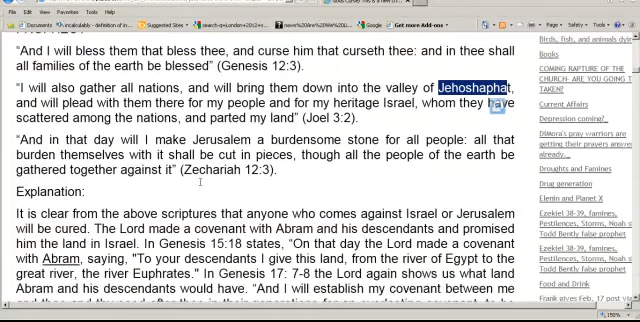 Documents
Suggested Sites
Google
Get more Add-ons
Page
Safety
Tools
"And I will bless them that bless thee, and curse him that curseth thee: and in thee shall
all families of the earth be blessed" (Genesis 12:3).
"I will also gather all nations, and will bring them down into the valley of Jehoshaphat,
and will plead with them there for my people and for my heritage Israel, whom they have
scattered among the nations, and parted my land" (Joel 3:2).
"And in that day will I make Jerusalem a burdensome stone for all people: all that
burden themselves with it shall be cut in pieces, though all the people of the earth be
gathered together against it" (Zechariah 12:3).
Explanation:
It is clear from the above scriptures that anyone who comes against Israel or Jerusalem
will be cured. The Lord made a covenant with Abram and his descendants and promised
him the land in Israel. In Genesis 15:18 states, "On that day the Lord made a covenant
with Abram, saying, "To your descendants I give this land, from the river of Egypt to the
great river, the river Euphrates." In Genesis 17: 7-8 the Lord again shows us what land
Abram and his descendants would have. "And I will establish my covenant between me
Birds, fish, and animals dyin
Books
COMING RAPTURE OF THE
CHURCH- ARE YOU GOING T
TAKEN?
Current Affairs
Depression coming?
DiMora's pray warriors are
getting their prayers answe
already.
Droughts and Famines
Drug generation
Elenin and Planet X
Ezekiel 38-39, famines,
Pestilences, Storms, Noah s
Todd Bently false prophet
Ezekiel 38-39, famines,
Pestilences, Storms, Noah s
Todd Bently false prophet
Food and Drink
Frank gives Feb. 17 post
150%